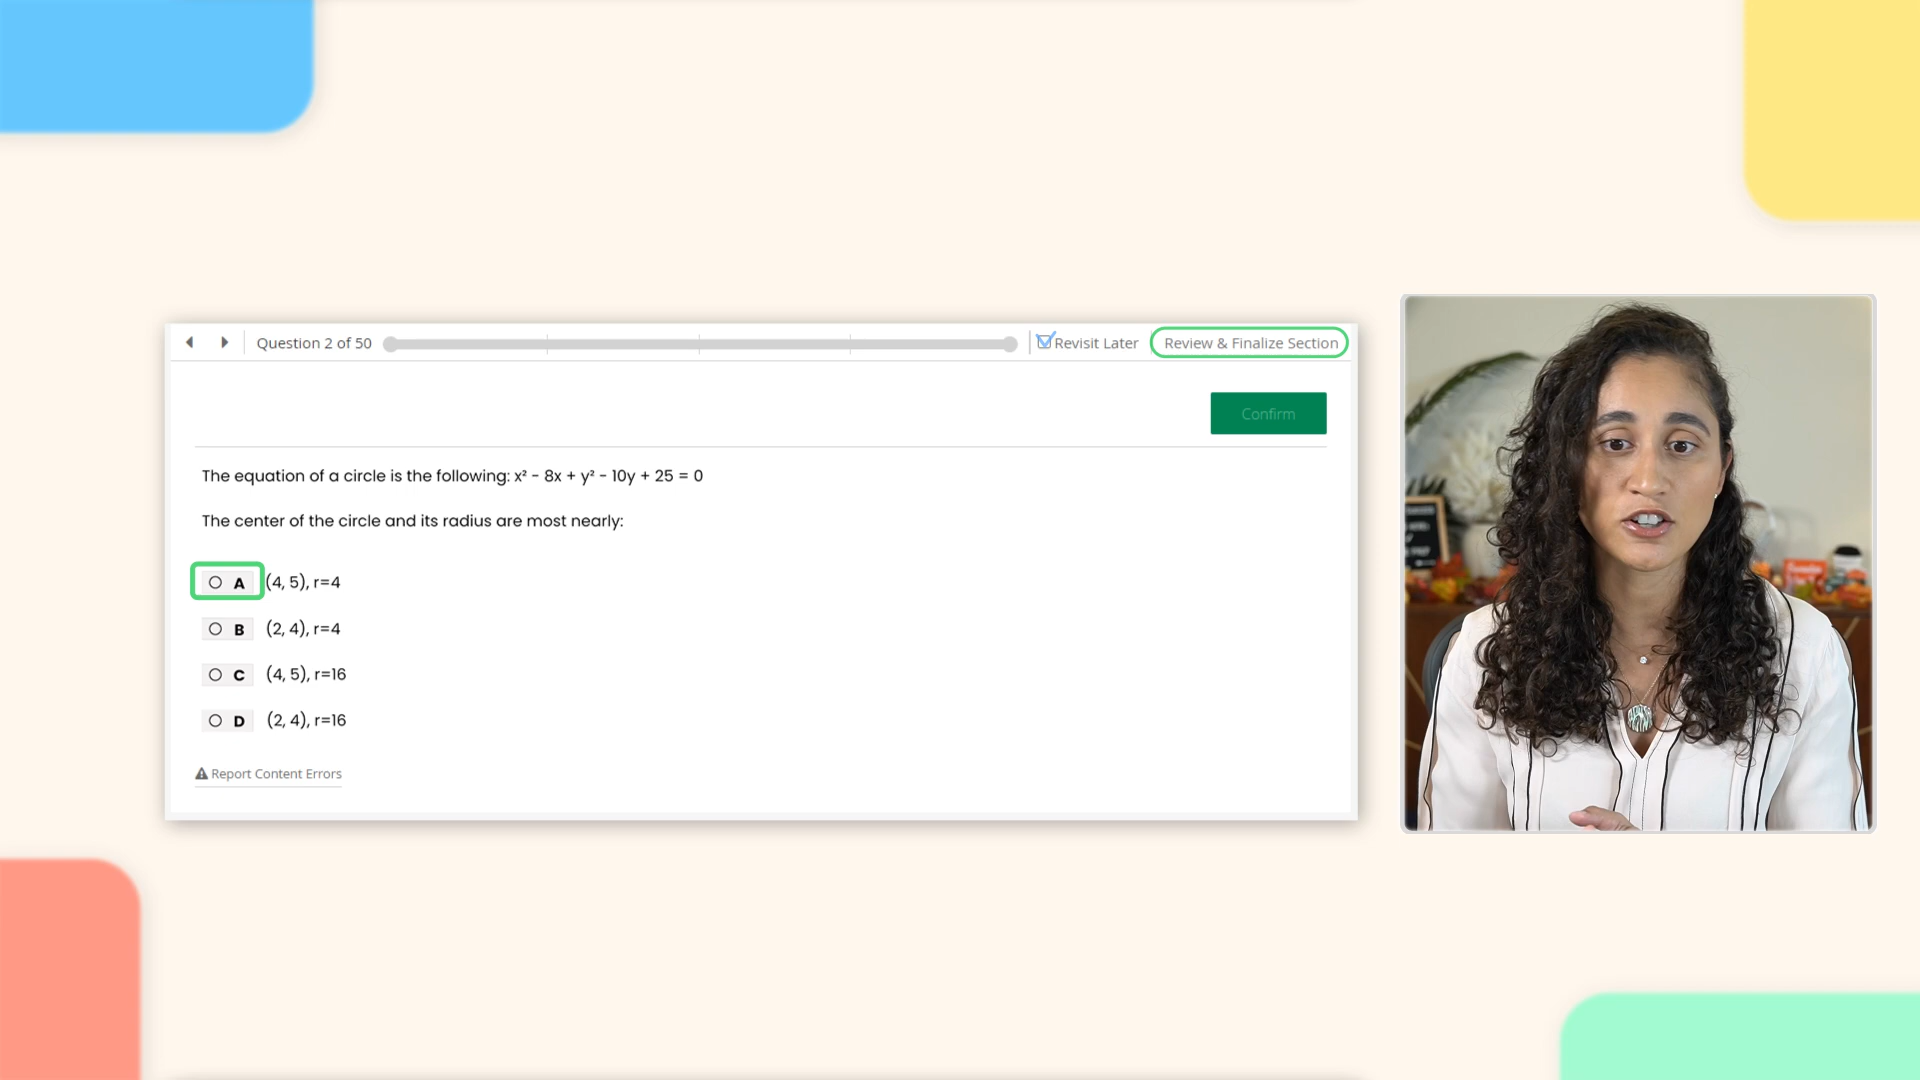 Question 2 of 50
Revisit Later
Review & Finalize Section
Confirm
The equation of a circle is the following: x² - 8x + y² - 10y + 25 = 0
The center of the circle and its radius are most nearly:
A (4, 5), r=4
B (2, 4), r=4
C (4, 5), r=16
D (2, 4), r=16
Report Content Errors